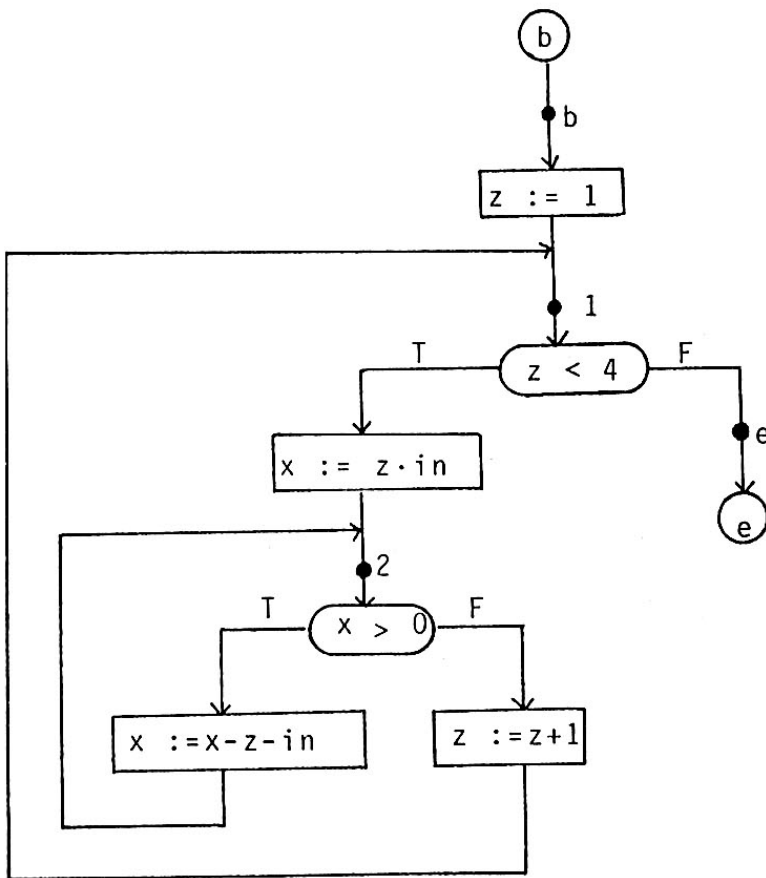 b
b
z := 1
1
T
z < 4
F
e
x := z·in
e
2
T
x > 0
F
x :=x-z-in
z :=z+1